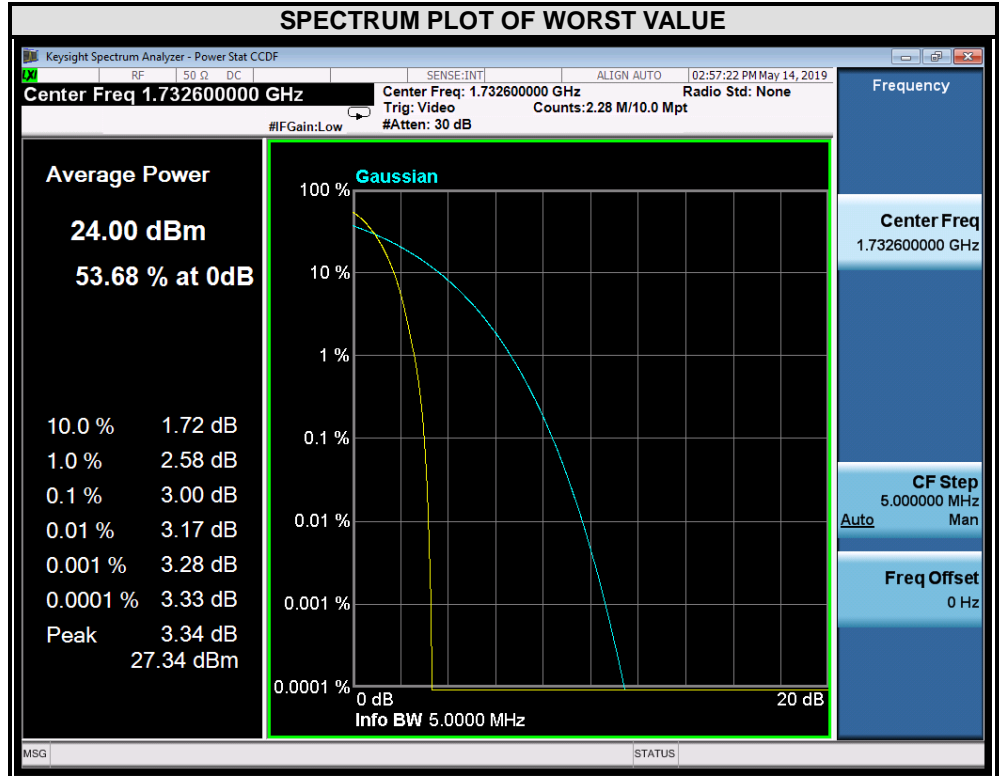 SPECTRUM PLOT OF WORST VALUE
Keysight Spectrum Analyzer - Power Stat CCDF
LXI RF 50 Ω DC SENSE:INT ALIGN AUTO 02:57:22 PM May 14, 2019
Center Freq 1.732600000 GHz
Center Freq: 1.732600000 GHz Radio Std: None
Trig: Video Counts:2.28 M/10.0 Mpt
#IFGain:Low #Atten: 30 dB
Frequency
Average Power
24.00 dBm
53.68 % at 0dB
10.0 % 1.72 dB
1.0 % 2.58 dB
0.1 % 3.00 dB
0.01 % 3.17 dB
0.001 % 3.28 dB
0.0001 % 3.33 dB
Peak 3.34 dB
27.34 dBm
Gaussian
100 %
10 %
1 %
0.1 %
0.01 %
0.001 %
0.0001 %
0 dB 20 dB
Info BW 5.0000 MHz
Center Freq
1.732600000 GHz
CF Step
5.000000 MHz
Auto Man
Freq Offset
0 Hz
MSG STATUS